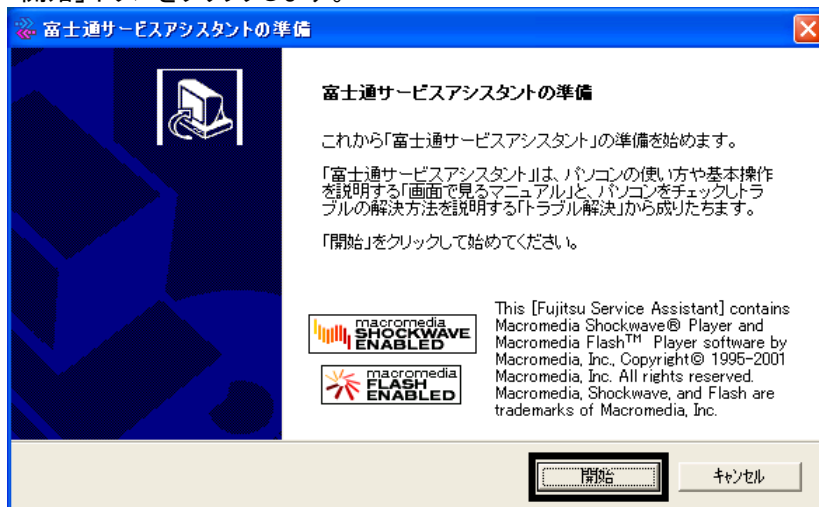 富士通サービスアシスタントの準備
富士通サービスアシスタントの準備
これから「富士通サービスアシスタント」の準備を始めます。
「富士通サービスアシスタント」は、パソコンの使い方や基本操作
を説明する「画面で見るマニュアル」と、パソコンをチェックしトラ
ブルの解決方法を説明する「トラブル解決」から成りたちます。
「開始」をクリックして始めてください。
macromedia
SHOCKWAVE
ENABLED
macromedia
FLASH
ENABLED
This [Fujitsu Service Assistant] contains
Macromedia Shockwave® Player and
Macromedia Flash™ Player software by
Macromedia, Inc., Copyright© 1995-2001
Macromedia, Inc. All rights reserved.
Macromedia, Shockwave, and Flash are
trademarks of Macromedia, Inc.
開始
キャンセル